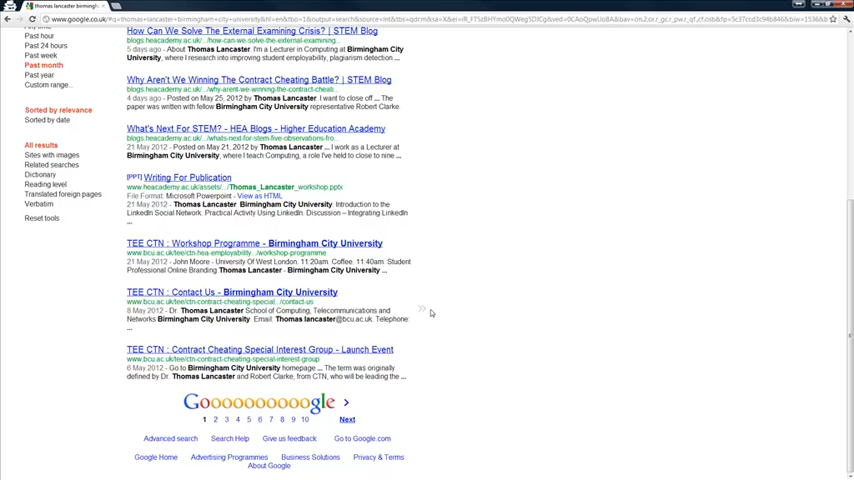 thomas lancaster birmingh
Past hour
Past 24 hours
Past week
Past month
Past year
Custom range...
Sorted by relevance
Sorted by date
All results
Sites with images
Related searches
Dictionary
Reading level
Translated foreign pages
Verbatim
Reset tools
How Can We Solve The External Examining Crisis? | STEM Blog
blogs.heacademy.ac.uk/.../how-can-we-solve-the-external-examining...
5 days ago - About Thomas Lancaster. I'm a Lecturer in Computing at Birmingham City
University, where I research into improving student employability, plagiarism detection ...
Why Aren't We Winning The Contract Cheating Battle? | STEM Blog
blogs.heacademy.ac.uk/.../why-arent-we-winning-the-contract-cheati...
4 days ago - Posted on May 25, 2012 by Thomas Lancaster. I want to close off ... The
paper was written with fellow Birmingham City University representative Robert Clarke
What's Next For STEM? - HEA Blogs - Higher Education Academy
blogs.heacademy.ac.uk/.../whats-next-for-stem-five-observations-fro...
21 May 2012 - Posted on May 21, 2012 by Thomas Lancaster ... I work as a Lecturer at
Birmingham City University, where I teach Computing, a role I've held to close to nine ...
[PPT] Writing For Publication
www.heacademy.ac.uk/assets/.../Thomas_Lancaster_workshop.pptx
File Format: Microsoft Powerpoint - View as HTML
21 May 2012 - Thomas Lancaster. Birmingham City University. Introduction to the
LinkedIn Social Network. Practical Activity Using LinkedIn. Discussion – Integrating LinkedIn
...
TEE CTN : Workshop Programme - Birmingham City University
www.bcu.ac.uk/tee/ctn-hea-employability.../workshop-programme
21 May 2012 - John Moore - University Of West London. 11:20am. Coffee. 11:40am. Student
Professional Online Branding Thomas Lancaster - Birmingham City University ...
TEE CTN : Contact Us - Birmingham City University
www.bcu.ac.uk/tee/ctn-contract-cheating-special.../contact-us
8 May 2012 - Dr. Thomas Lancaster School of Computing, Telecommunications and
Networks Birmingham City University. Email: Thomas.lancaster@bcu.ac.uk. Telephone:
...
TEE CTN : Contract Cheating Special Interest Group - Launch Event
www.bcu.ac.uk/tee/ctn-contract-cheating-special-interest-group
6 May 2012 - Go to Birmingham City University homepage ... The term was originally
defined by Dr. Thomas Lancaster and Robert Clarke, from CTN, who will be leading the ...
Goooooooooogle >
1 2 3 4 5 6 7 8 9 10 Next
Advanced search Search Help Give us feedback Go to Google.com
Google Home Advertising Programmes Business Solutions Privacy & Terms
About Google